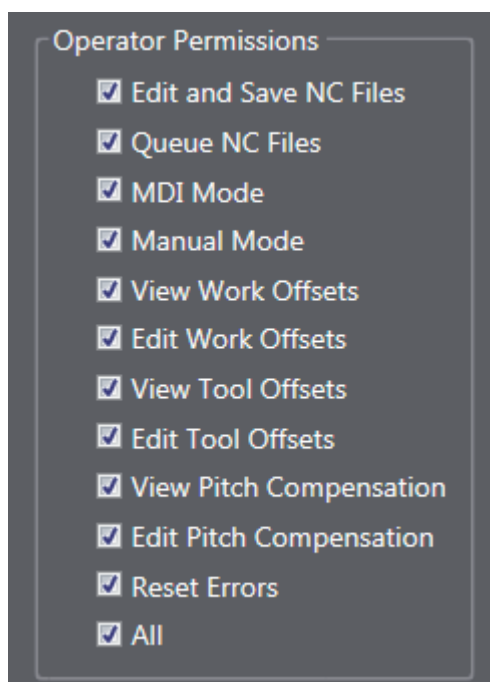 Operator Permissions
Edit and Save NC Files
Queue NC Files
MDI Mode
Manual Mode
View Work Offsets
Edit Work Offsets
View Tool Offsets
Edit Tool Offsets
View Pitch Compensation
Edit Pitch Compensation
Reset Errors
All